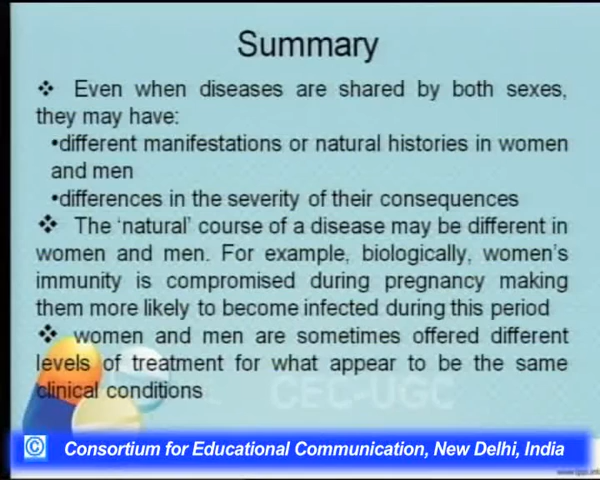 Summary
❖ Even when diseases are shared by both sexes,
they may have:
•different manifestations or natural histories in women
and men
•differences in the severity of their consequences
❖ The 'natural' course of a disease may be different in
women and men. For example, biologically, women's
immunity is compromised during pregnancy making
them more likely to become infected during this period
❖ women and men are sometimes offered different
levels of treatment for what appear to be the same
clinical conditions
CEC-UGC
© Consortium for Educational Communication, New Delhi, India